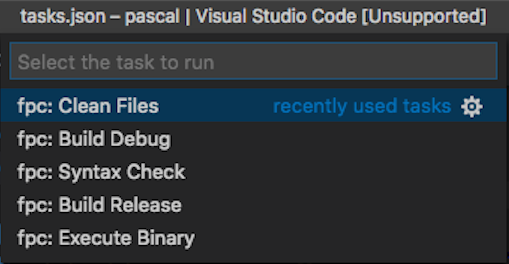 tasks.json – pascal | Visual Studio Code [Unsupported]
Select the task to run
fpc: Clean Files recently used tasks
fpc: Build Debug
fpc: Syntax Check
fpc: Build Release
fpc: Execute Binary